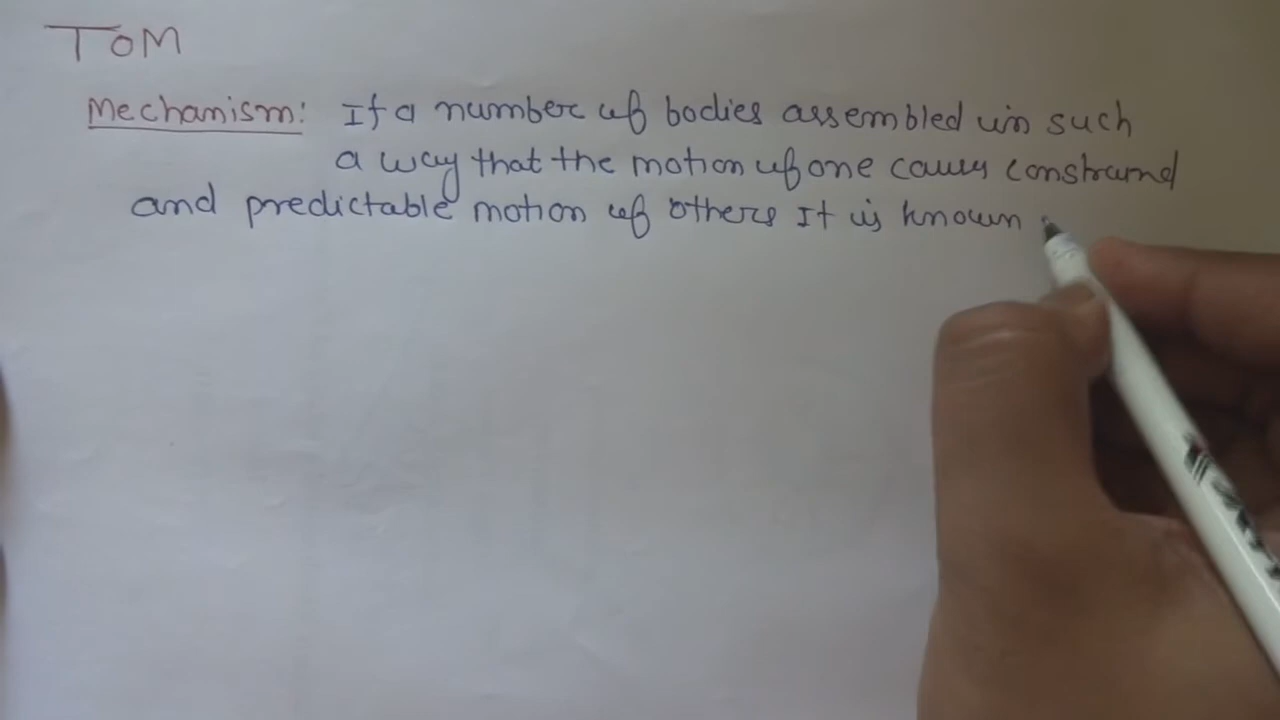 TOM
Mechanism: If a number of bodies assembled in such
a way that the motion of one causes constrained
and predictable motion of others It is known